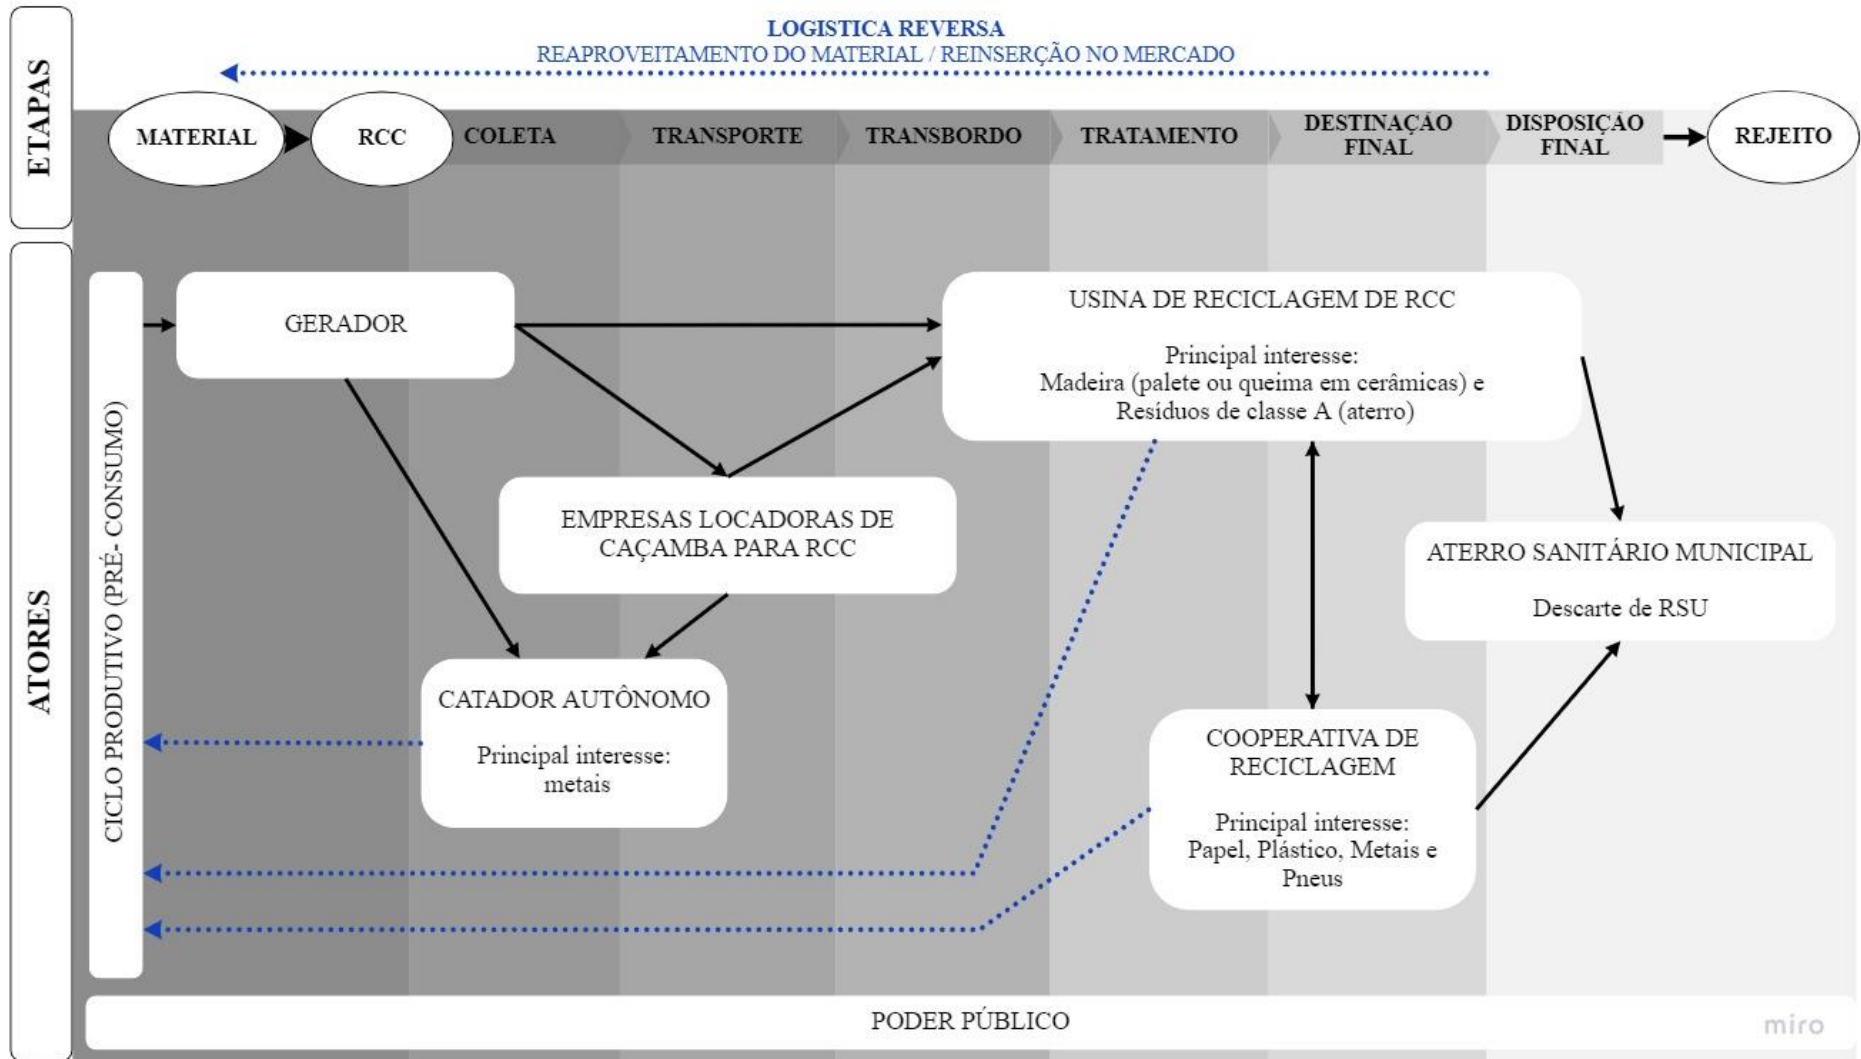 LOGISTICA REVERSA
REAPROVEITAMENTO DO MATERIAL / REINSERÇÃO NO MERCADO
ETAPAS
MATERIAL
RCC
COLETA
TRANSPORTE
TRANSBORDO
TRATAMENTO
DESTINAÇÃO
FINAL
DISPOSIÇÃO
FINAL
REJEITO
ATORES
CICLO PRODUTIVO (PRÉ- CONSUMO)
GERADOR
USINA DE RECICLAGEM DE RCC
Principal interesse:
Madeira (palete ou queima em cerâmicas) e
Resíduos de classe A (aterro)
EMPRESAS LOCADORAS DE
CAÇAMBA PARA RCC
ATERRO SANITÁRIO MUNICIPAL
Descarte de RSU
CATADOR AUTÔNOMO
Principal interesse:
metais
COOPERATIVA DE
RECICLAGEM
Principal interesse:
Papel, Plástico, Metais e
Pneus
PODER PÚBLICO
miro